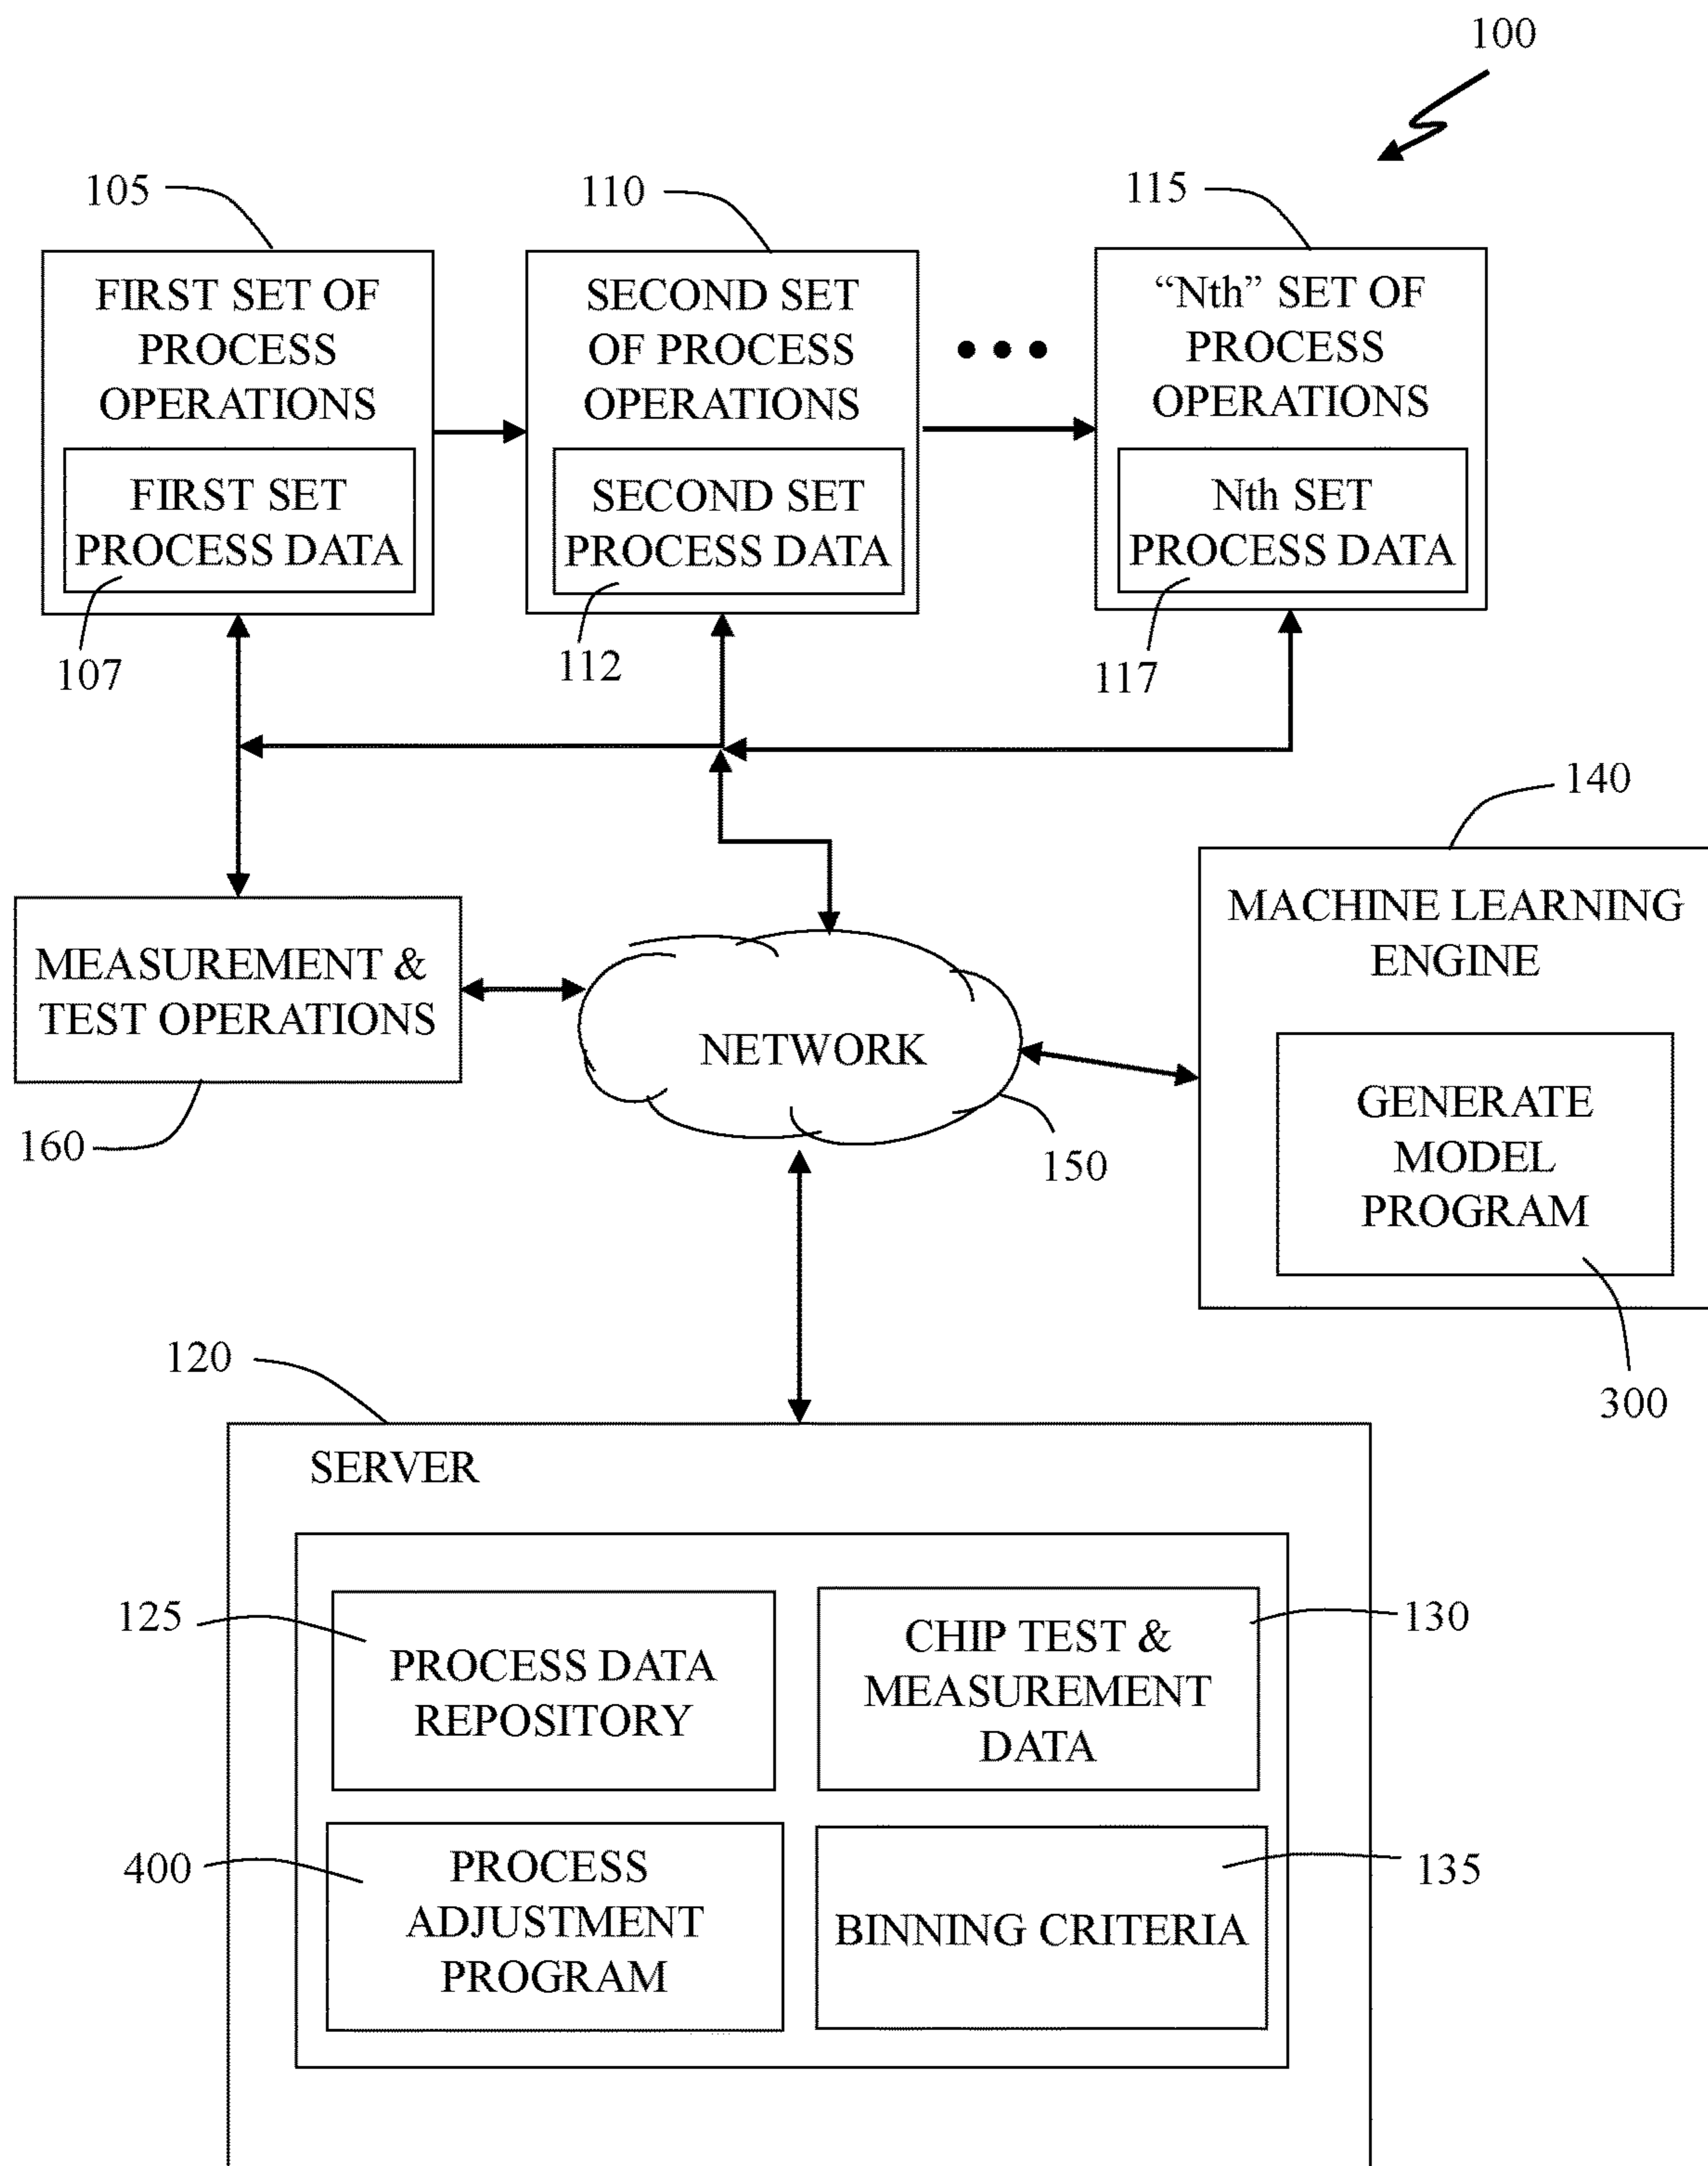 100
105
110
115
FIRST SET OF
PROCESS
OPERATIONS
FIRST SET
PROCESS DATA
107
SECOND SET
OF PROCESS
OPERATIONS
SECOND SET
PROCESS DATA
112
“Nth” SET OF
PROCESS
OPERATIONS
Nth SET
PROCESS DATA
117
140
MACHINE LEARNING
ENGINE
GENERATE
MODEL
PROGRAM
300
MEASUREMENT &
TEST OPERATIONS
160
NETWORK
150
120
SERVER
125
PROCESS DATA
REPOSITORY
CHIP TEST &
MEASUREMENT
DATA
130
400
PROCESS
ADJUSTMENT
PROGRAM
BINNING CRITERIA
135